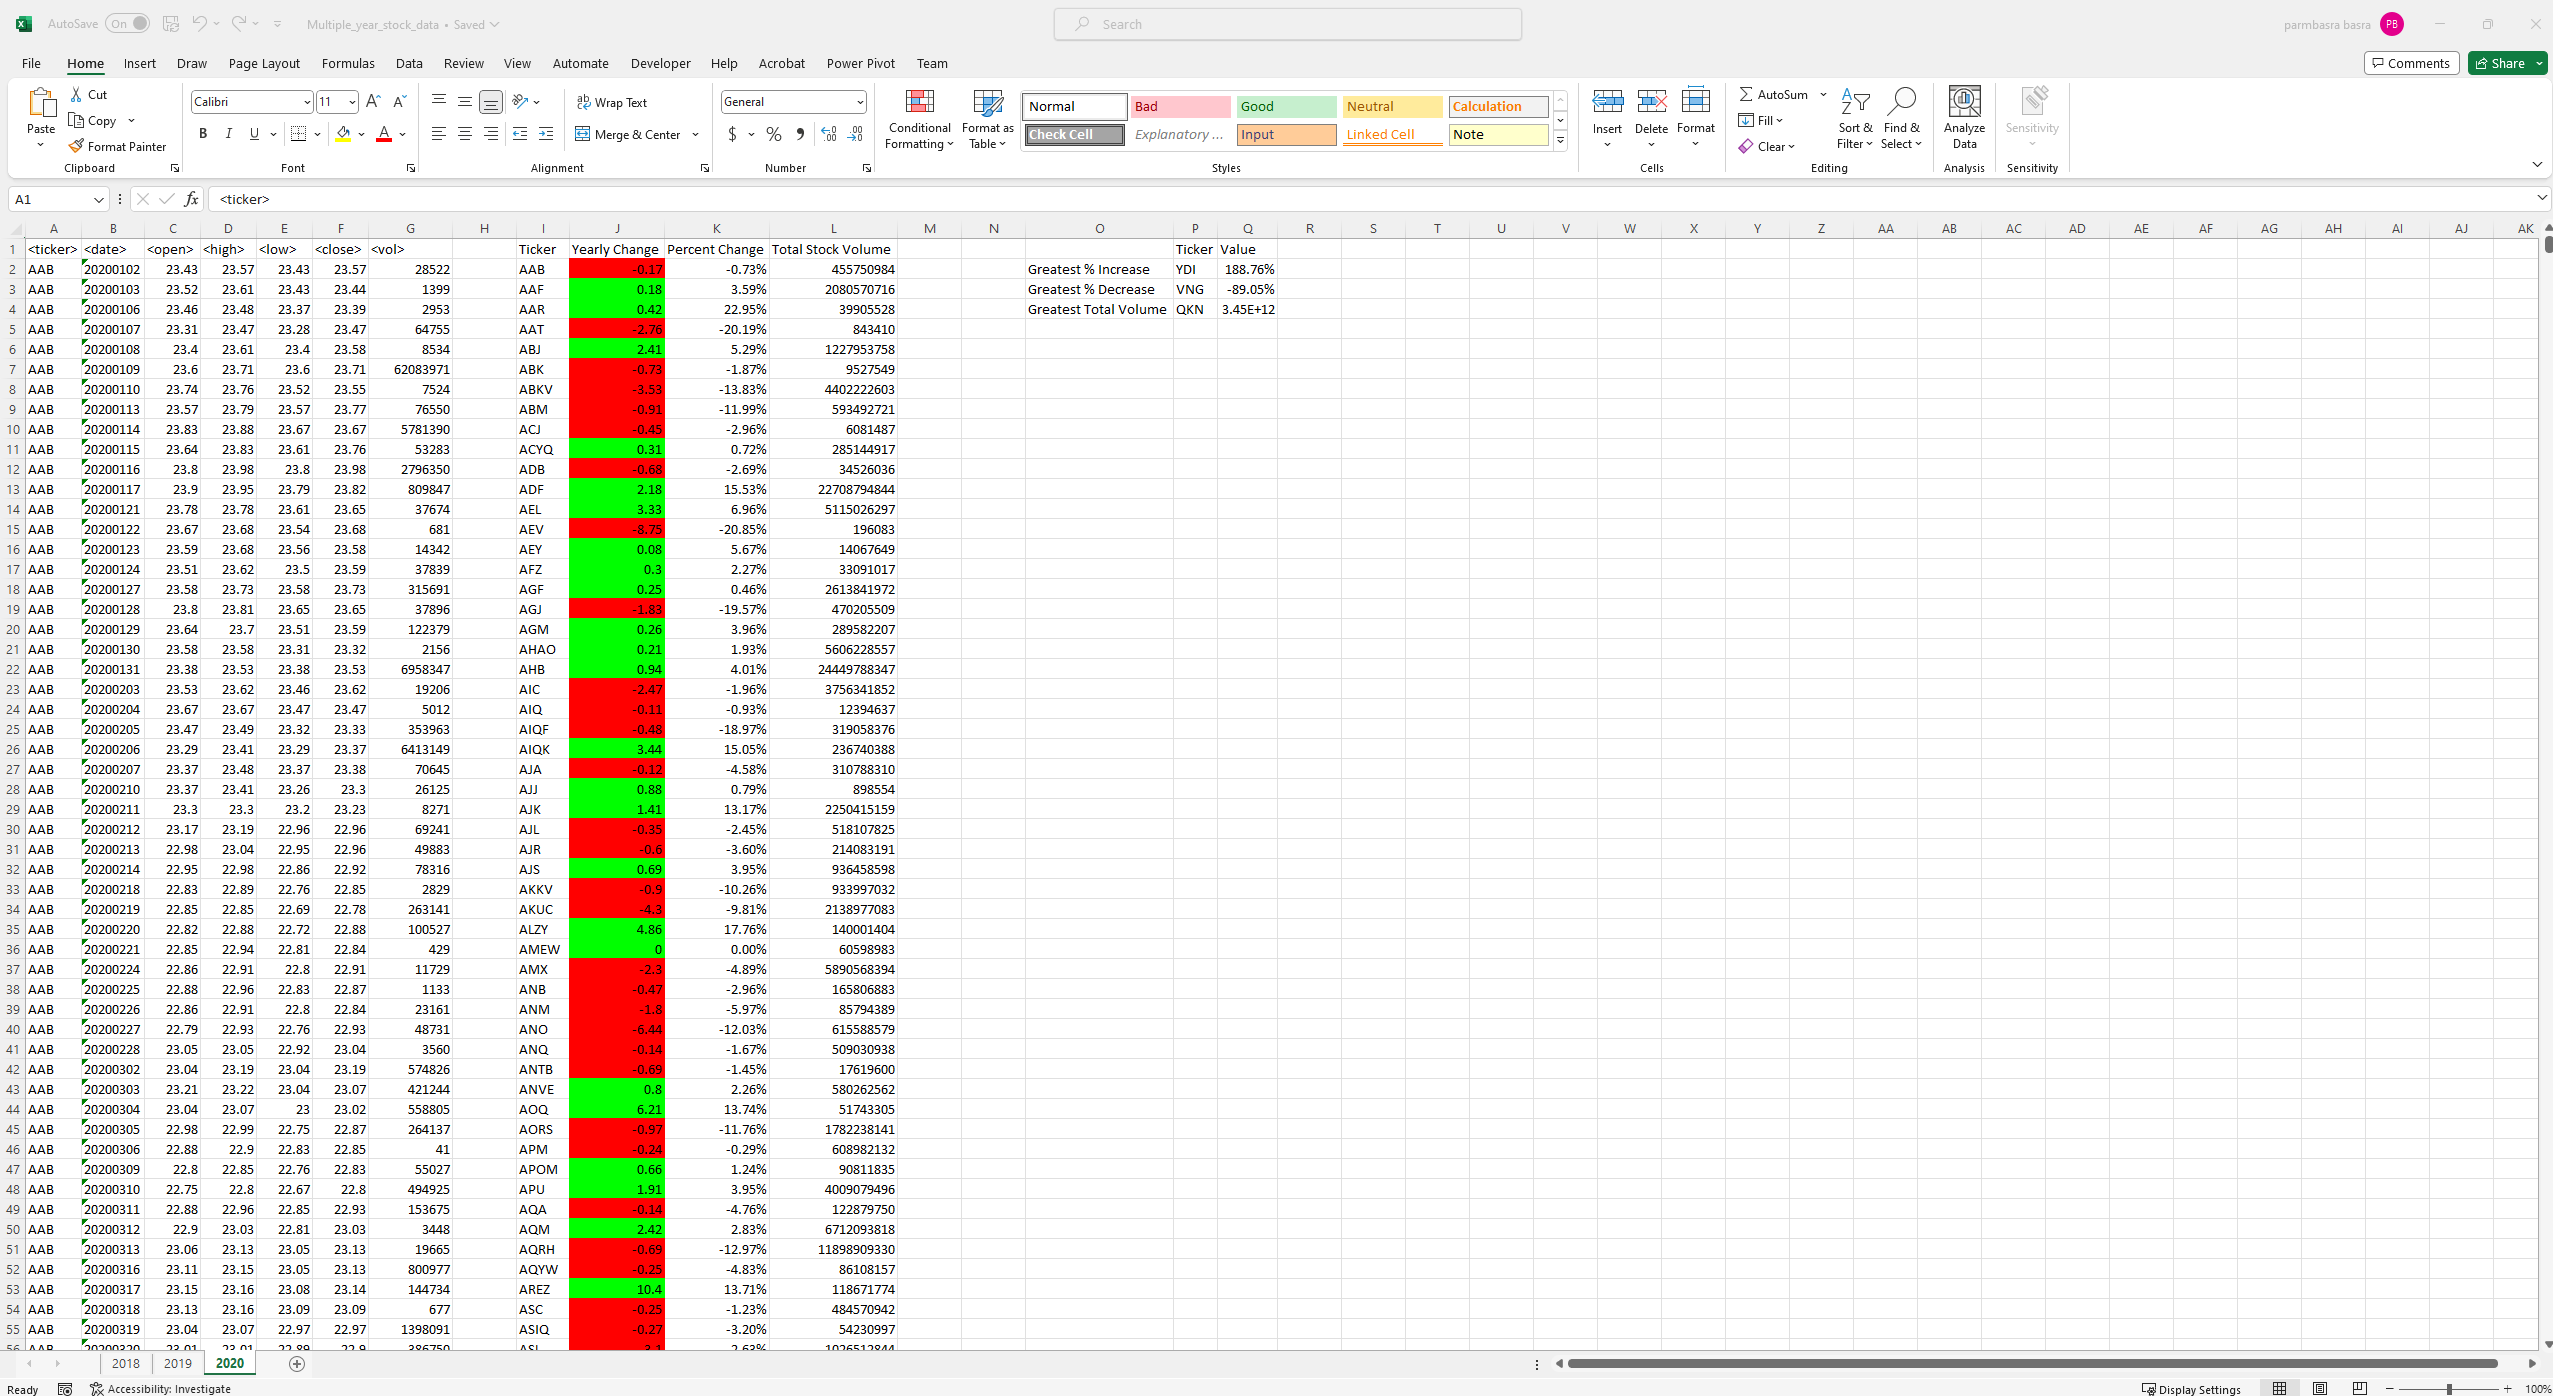 AutoSave On Multiple_year_stock_data • Saved Search parmbasra basra PB
File Home Insert Draw Page Layout Formulas Data Review View Automate Developer Help Acrobat Power Pivot Team Comments Share
Paste Cut Copy Format Painter Clipboard
Calibri 11 B I U A Font
Wrap Text Merge & Center Alignment
General $ % Number
Conditional Formatting Format as Table
Normal Bad Good Neutral Calculation
Check Cell Explanatory ... Input Linked Cell Note
Styles
Insert Delete Format Cells
AutoSum Fill Clear Sort & Filter Find & Select Editing
Analyze Data Analysis
Sensitivity Sensitivity
A1 fx <ticker>
A B C D E F G H I J K L M N O P Q R S T U V W X Y Z AA AB AC AD AE AF AG AH AI AJ AK
1 <ticker> <date> <open> <high> <low> <close> <vol> Ticker Yearly Change Percent Change Total Stock Volume Ticker Value
2 AAB 20200102 23.43 23.57 23.43 23.57 28522 AAB -0.17 -0.73% 455750984 Greatest % Increase YDI 188.76%
3 AAB 20200103 23.52 23.61 23.43 23.44 1399 AAF 0.18 3.59% 2080570716 Greatest % Decrease VNG -89.05%
4 AAB 20200106 23.46 23.48 23.37 23.39 2953 AAR 0.42 22.95% 39905528 Greatest Total Volume QKN 3.45E+12
5 AAB 20200107 23.31 23.47 23.28 23.47 64755 AAT -2.76 -20.19% 843410
6 AAB 20200108 23.4 23.61 23.4 23.58 8534 ABJ 2.41 5.29% 1227953758
7 AAB 20200109 23.6 23.71 23.6 23.71 62083971 ABK -0.73 -1.87% 9527549
8 AAB 20200110 23.74 23.76 23.52 23.55 7524 ABKV -3.53 -13.83% 4402222603
9 AAB 20200113 23.57 23.79 23.57 23.77 76550 ABM -0.91 -11.99% 593492721
10 AAB 20200114 23.83 23.88 23.67 23.67 5781390 ACJ -0.45 -2.96% 6081487
11 AAB 20200115 23.64 23.83 23.61 23.76 53283 ACYQ 0.31 0.72% 285144917
12 AAB 20200116 23.8 23.98 23.8 23.98 2796350 ADB -0.68 -2.69% 34526036
13 AAB 20200117 23.9 23.95 23.79 23.82 809847 ADF 2.18 15.53% 22708794844
14 AAB 20200121 23.78 23.78 23.61 23.65 37674 AEL 3.33 6.96% 5115026297
15 AAB 20200122 23.67 23.68 23.54 23.68 681 AEV -8.75 -20.85% 196083
16 AAB 20200123 23.59 23.68 23.56 23.58 14342 AEY 0.08 5.67% 14067649
17 AAB 20200124 23.51 23.62 23.5 23.59 37839 AFZ 0.3 2.27% 33091017
18 AAB 20200127 23.58 23.73 23.58 23.73 315691 AGF 0.25 0.46% 2613841972
19 AAB 20200128 23.8 23.81 23.65 23.65 37896 AGJ -1.83 -19.57% 470205509
20 AAB 20200129 23.64 23.7 23.51 23.59 122379 AGM 0.26 3.96% 289582207
21 AAB 20200130 23.58 23.58 23.31 23.32 2156 AHAO 0.21 1.93% 5606228557
22 AAB 20200131 23.38 23.53 23.38 23.53 6958347 AHB 0.94 4.01% 24449788347
23 AAB 20200203 23.53 23.62 23.46 23.62 19206 AIC -2.47 -1.96% 3756341852
24 AAB 20200204 23.67 23.67 23.47 23.47 5012 AIQ -0.11 -0.93% 12394637
25 AAB 20200205 23.47 23.49 23.32 23.33 353963 AIQF -0.48 -18.97% 319058376
26 AAB 20200206 23.29 23.41 23.29 23.37 6413149 AIQK 3.44 15.05% 236740388
27 AAB 20200207 23.37 23.48 23.37 23.38 70645 AJA -0.12 -4.58% 310788310
28 AAB 20200210 23.37 23.41 23.26 23.3 26125 AJJ 0.88 0.79% 898554
29 AAB 20200211 23.3 23.3 23.2 23.23 8271 AJK 1.41 13.17% 2250415159
30 AAB 20200212 23.17 23.19 22.96 22.96 69241 AJL -0.35 -2.45% 518107825
31 AAB 20200213 22.98 23.04 22.95 22.96 49883 AJR -0.6 -3.60% 214083191
32 AAB 20200214 22.95 22.98 22.86 22.92 78316 AJS 0.69 3.95% 936458598
33 AAB 20200218 22.83 22.89 22.76 22.85 2829 AKKV -0.9 -10.26% 933997032
34 AAB 20200219 22.85 22.85 22.69 22.78 263141 AKUC -4.3 -9.81% 2138977083
35 AAB 20200220 22.82 22.88 22.72 22.88 100527 ALZY 4.86 17.76% 140001404
36 AAB 20200221 22.85 22.94 22.81 22.84 429 AMEW 0 0.00% 60598983
37 AAB 20200224 22.86 22.91 22.8 22.91 11729 AMX -2.3 -4.89% 5890568394
38 AAB 20200225 22.88 22.96 22.83 22.87 1133 ANB -0.47 -2.96% 165806883
39 AAB 20200226 22.86 22.91 22.8 22.84 23161 ANM -1.8 -5.97% 85794389
40 AAB 20200227 22.79 22.93 22.76 22.93 48731 ANO -6.44 -12.03% 615588579
41 AAB 20200228 23.05 23.05 22.92 23.04 3560 ANQ -0.14 -1.67% 509030938
42 AAB 20200302 23.04 23.19 23.04 23.19 574826 ANTB -0.69 -1.45% 17619600
43 AAB 20200303 23.21 23.22 23.04 23.07 421244 ANVE 0.8 2.26% 580262562
44 AAB 20200304 23.04 23.07 23 23.02 558805 AOQ 6.21 13.74% 51743305
45 AAB 20200305 22.98 22.99 22.75 22.87 264137 AORS -0.97 -11.76% 1782238141
46 AAB 20200306 22.88 22.9 22.83 22.85 41 APM -0.24 -0.29% 608982132
47 AAB 20200309 22.8 22.85 22.76 22.83 55027 APOM 0.66 1.24% 90811835
48 AAB 20200310 22.75 22.8 22.67 22.8 494925 APU 1.91 3.95% 4009079496
49 AAB 20200311 22.88 22.96 22.85 22.93 153675 AQA -0.14 -4.76% 122879750
50 AAB 20200312 22.9 23.03 22.81 23.03 3448 AQM 2.42 2.83% 6712093818
51 AAB 20200313 23.06 23.13 23.05 23.13 19665 AQRH -0.69 -12.97% 11898909330
52 AAB 20200316 23.11 23.15 23.05 23.13 800977 AQYW -0.25 -4.83% 86108157
53 AAB 20200317 23.15 23.16 23.08 23.14 144734 AREZ 10.4 13.71% 118671774
54 AAB 20200318 23.13 23.16 23.09 23.09 677 ASC -0.25 -1.23% 484570942
55 AAB 20200319 23.04 23.07 22.97 22.97 1398091 ASIQ -0.27 -3.20% 54230997
2018 2019 2020
Ready Accessibility: Investigate Display Settings 100%